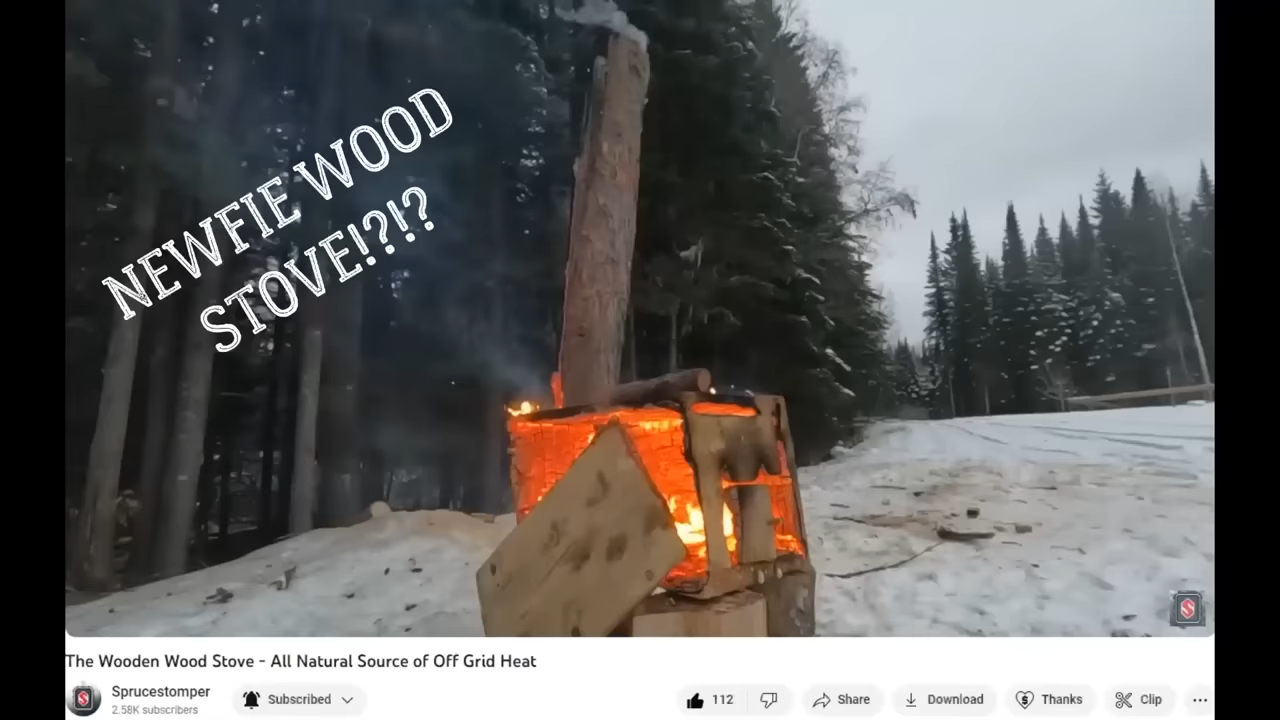 NEWFIE WOOD
STOVE!?!?
The Wooden Wood Stove - All Natural Source of Off Grid Heat
Sprucestomper
2.58K subscribers
Subscribed
112
Share
Download
Thanks
Clip